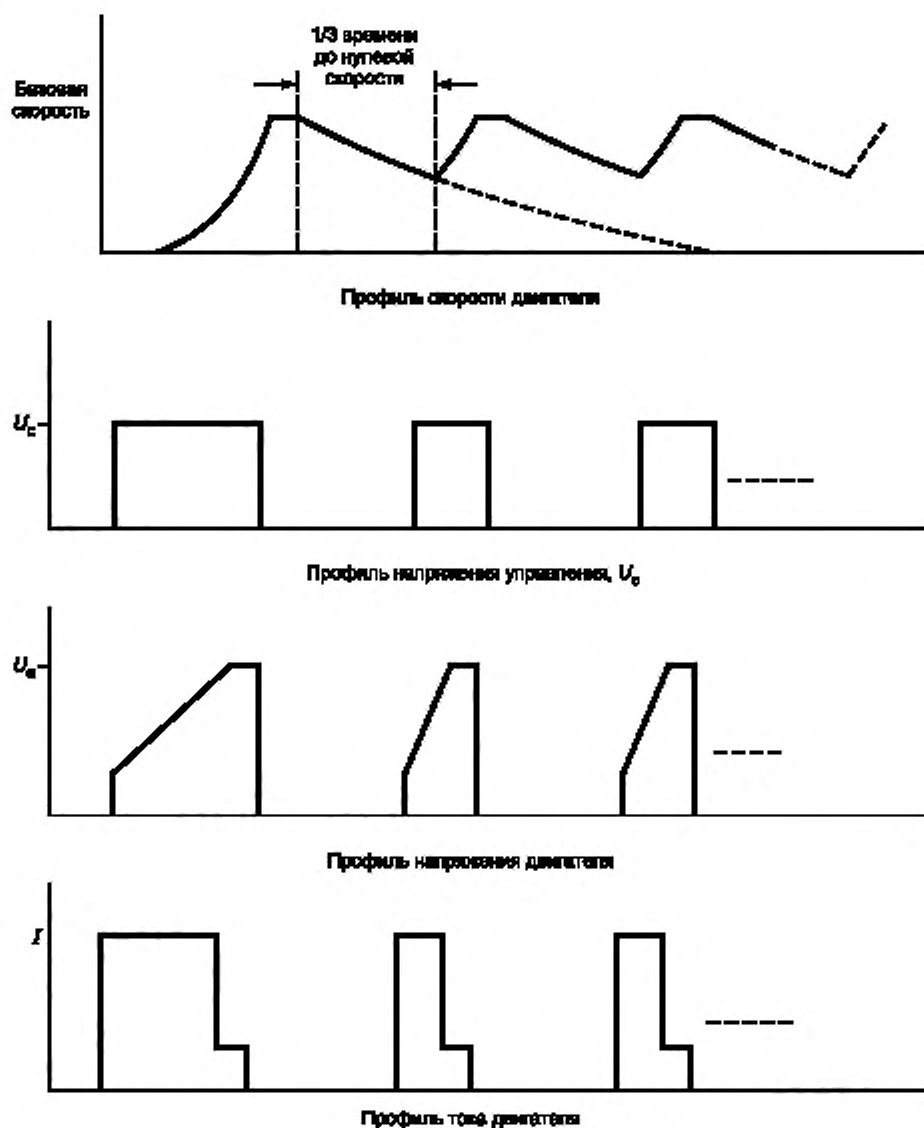 1/3 времени
до нулевой
скорости
Базовая
скорость
Профиль скорости двигателя
U_c
Профиль напряжения управления, U_c
Профиль напряжения двигателя
I
Профиль тока двигателя